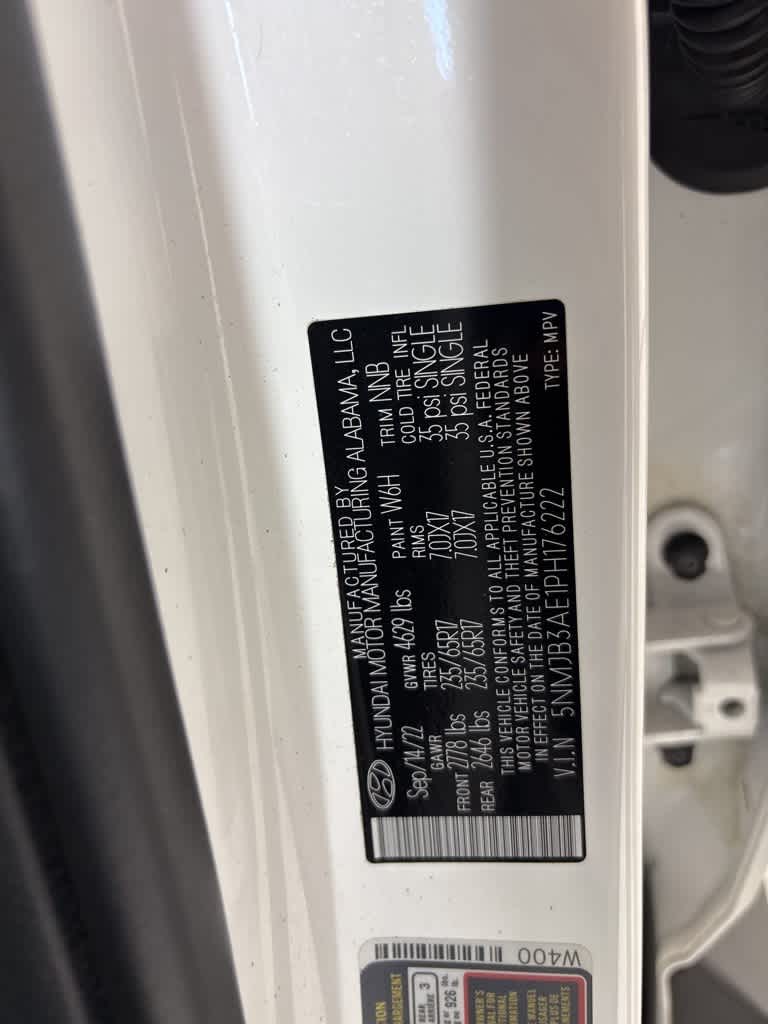 MANUFACTURED BY
HYUNDAI MOTOR MANUFACTURING ALABAMA, LLC
Sep/14/22 GVWR 4629 lbs PAINT W6H TRIM NNB
GAWR TIRES RIMS COLD TIRE INFL
FRONT 2778 lbs 235/65R17 7.0JX17 35 psi SINGLE
REAR 2646 lbs 235/65R17 7.0JX17 35 psi SINGLE
THIS VEHICLE CONFORMS TO ALL APPLICABLE U.S.A. FEDERAL
MOTOR VEHICLE SAFETY AND THEFT PREVENTION STANDARDS
IN EFFECT ON THE DATE OF MANUFACTURE SHOWN ABOVE
V.I.N 5NMJB3AE1PH176222 TYPE: MPV
W400
REAR 3
926